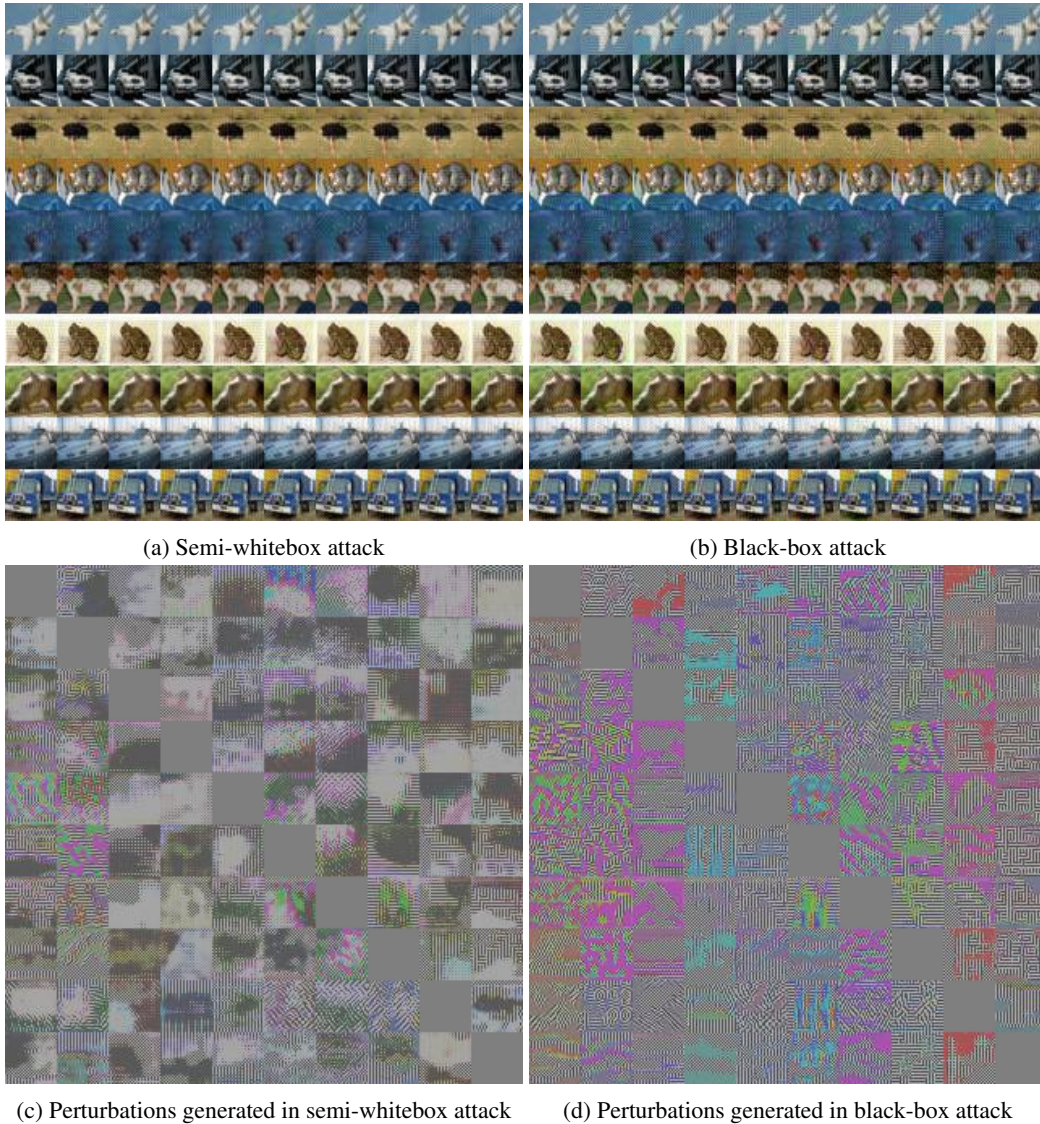 (a) Semi-whitebox attack
(b) Black-box attack
(c) Perturbations generated in semi-whitebox attack
(d) Perturbations generated in black-box attack